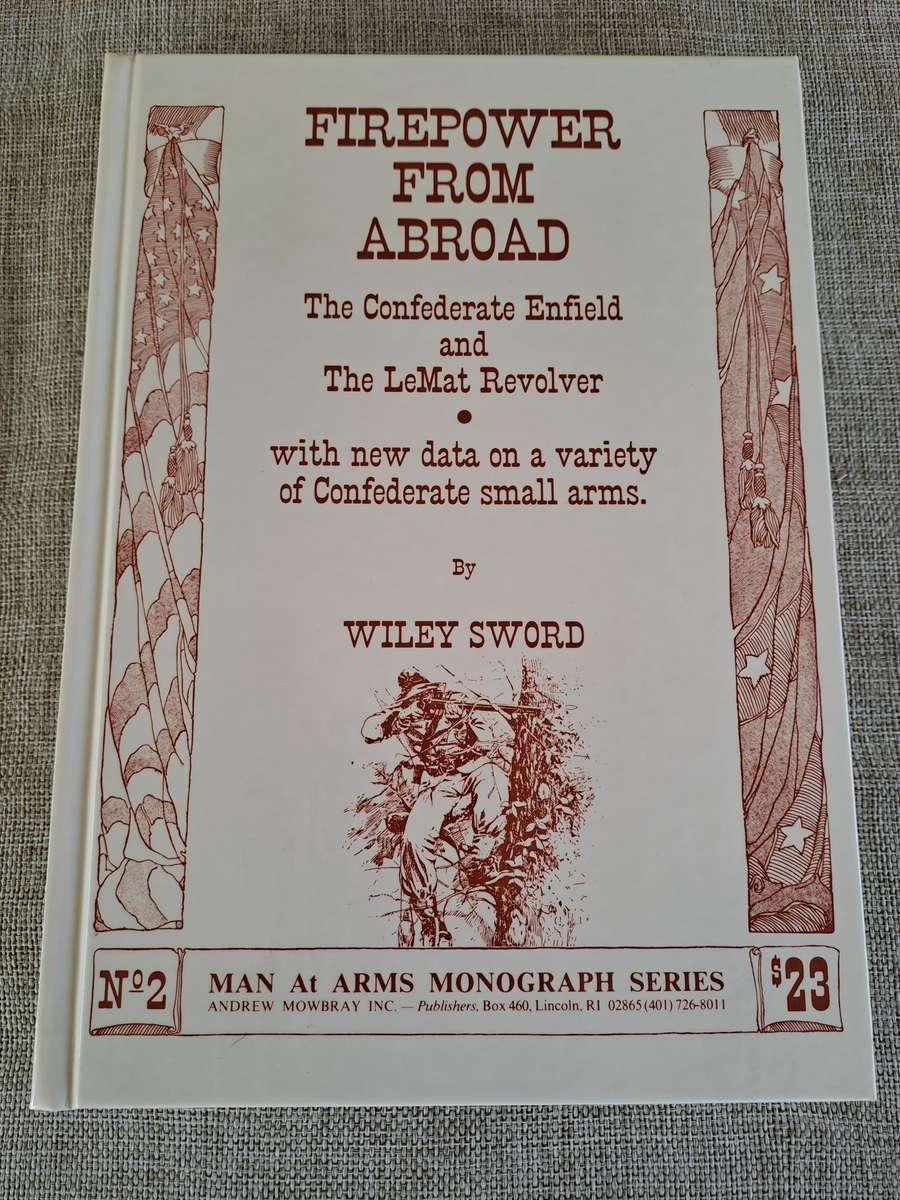 FIREPOWER
FROM
ABROAD
The Confederate Enfield
and
The LeMat Revolver
•
with new data on a variety
of Confederate small arms.
By
WILEY SWORD
Nº2
MAN At ARMS MONOGRAPH SERIES
ANDREW MOWBRAY INC. — Publishers, Box 460, Lincoln, RI 02865 (401) 726-8011
$23